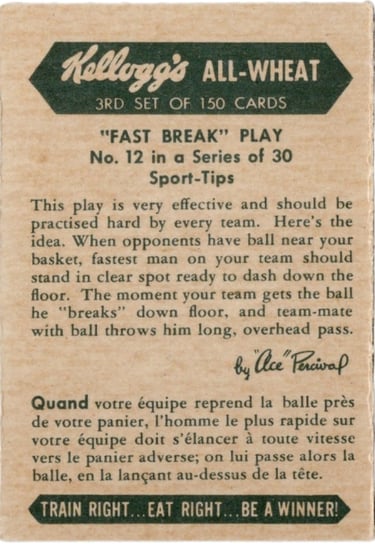 Kellogg's ALL-WHEAT
3RD SET OF 150 CARDS
"FAST BREAK" PLAY
No. 12 in a Series of 30
Sport-Tips
This play is very effective and should be
practised hard by every team. Here's the
idea. When opponents have ball near your
basket, fastest man on your team should
stand in clear spot ready to dash down the
floor. The moment your team gets the ball
he "breaks" down floor, and team-mate
with ball throws him long, overhead pass.
by "Ace" Percival
Quand votre équipe reprend la balle près
de votre panier, l'homme le plus rapide sur
votre équipe doit s'élancer à toute vitesse
vers le panier adverse; on lui passe alors la
balle, en la lançant au-dessus de la tête.
TRAIN RIGHT...EAT RIGHT...BE A WINNER!